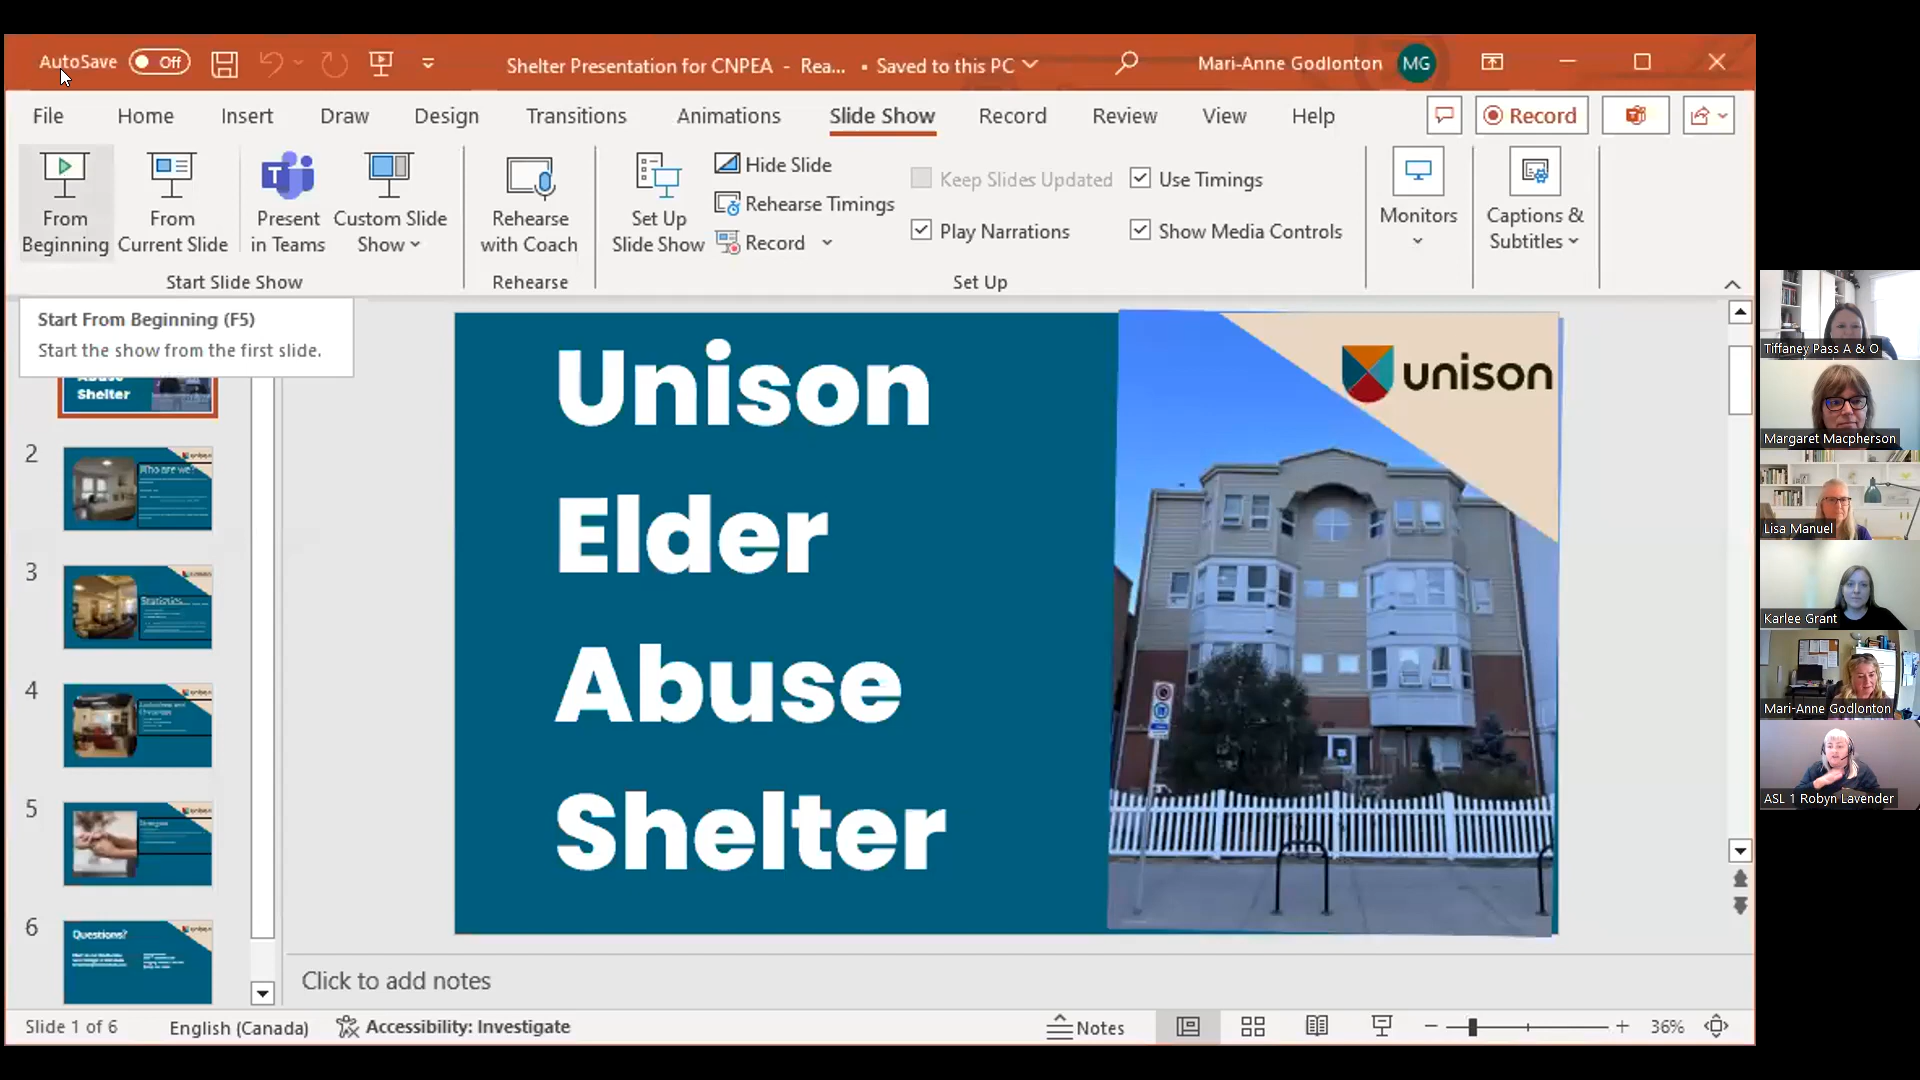 AutoSave Off Shelter Presentation for CNPEA - Rea... • Saved to this PC Mari-Anne Godlonton MG
File Home Insert Draw Design Transitions Animations Slide Show Record Review View Help Record
From Beginning
From Current Slide
Present in Teams
Custom Slide Show
Start Slide Show
Rehearse with Coach
Rehearse
Set Up Slide Show
Hide Slide
Rehearse Timings
Record
Keep Slides Updated
Play Narrations
Use Timings
Show Media Controls
Set Up
Monitors
Captions & Subtitles
Start From Beginning (F5)
Start the show from the first slide.
Shelter
2
Who are we?
3
Statistics
4
5
6
Questions?
Unison
Elder
Abuse
Shelter
unison
Click to add notes
Slide 1 of 6 English (Canada) Accessibility: Investigate Notes 36%
Tiffaney Pass A & O
Margaret Macpherson
Lisa Manuel
Karlee Grant
Mari-Anne Godlonton
ASL 1 Robyn Lavender